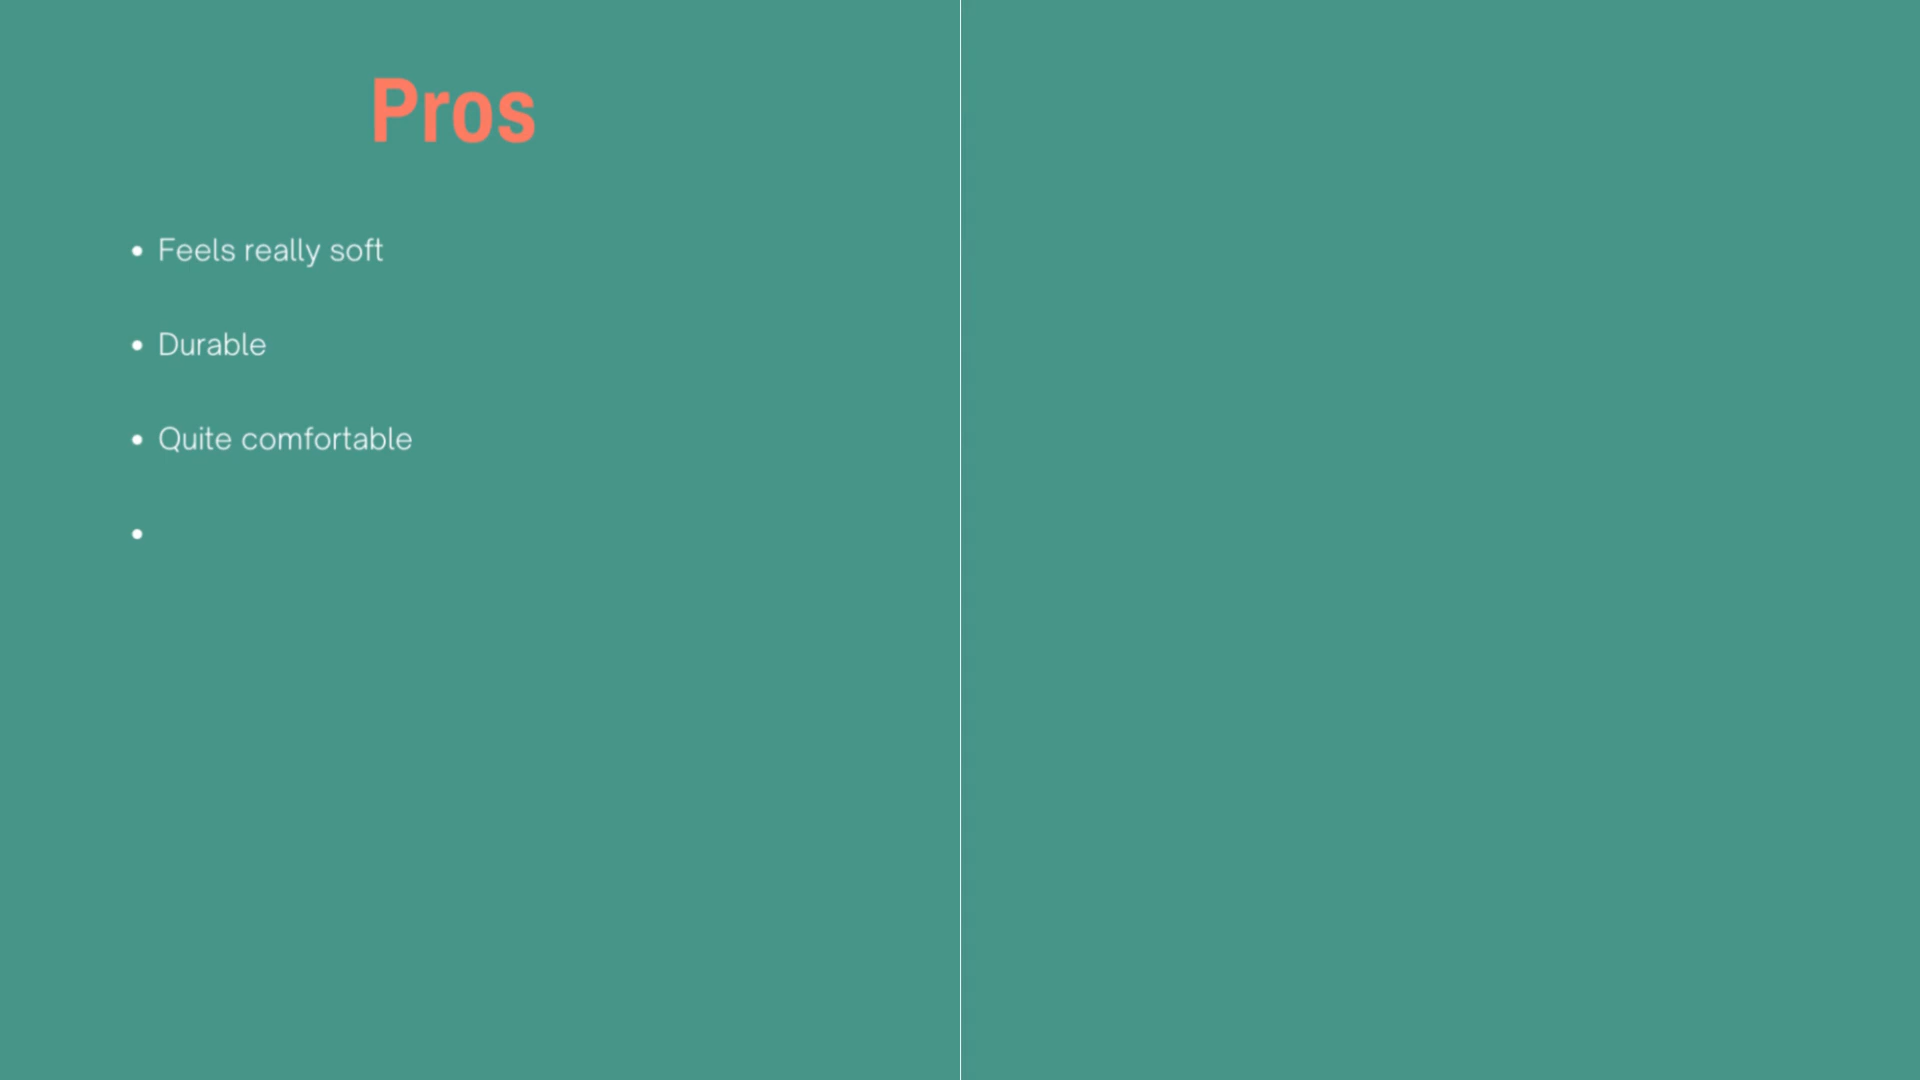 Pros
• Feels really soft
• Durable
• Quite comfortable
•